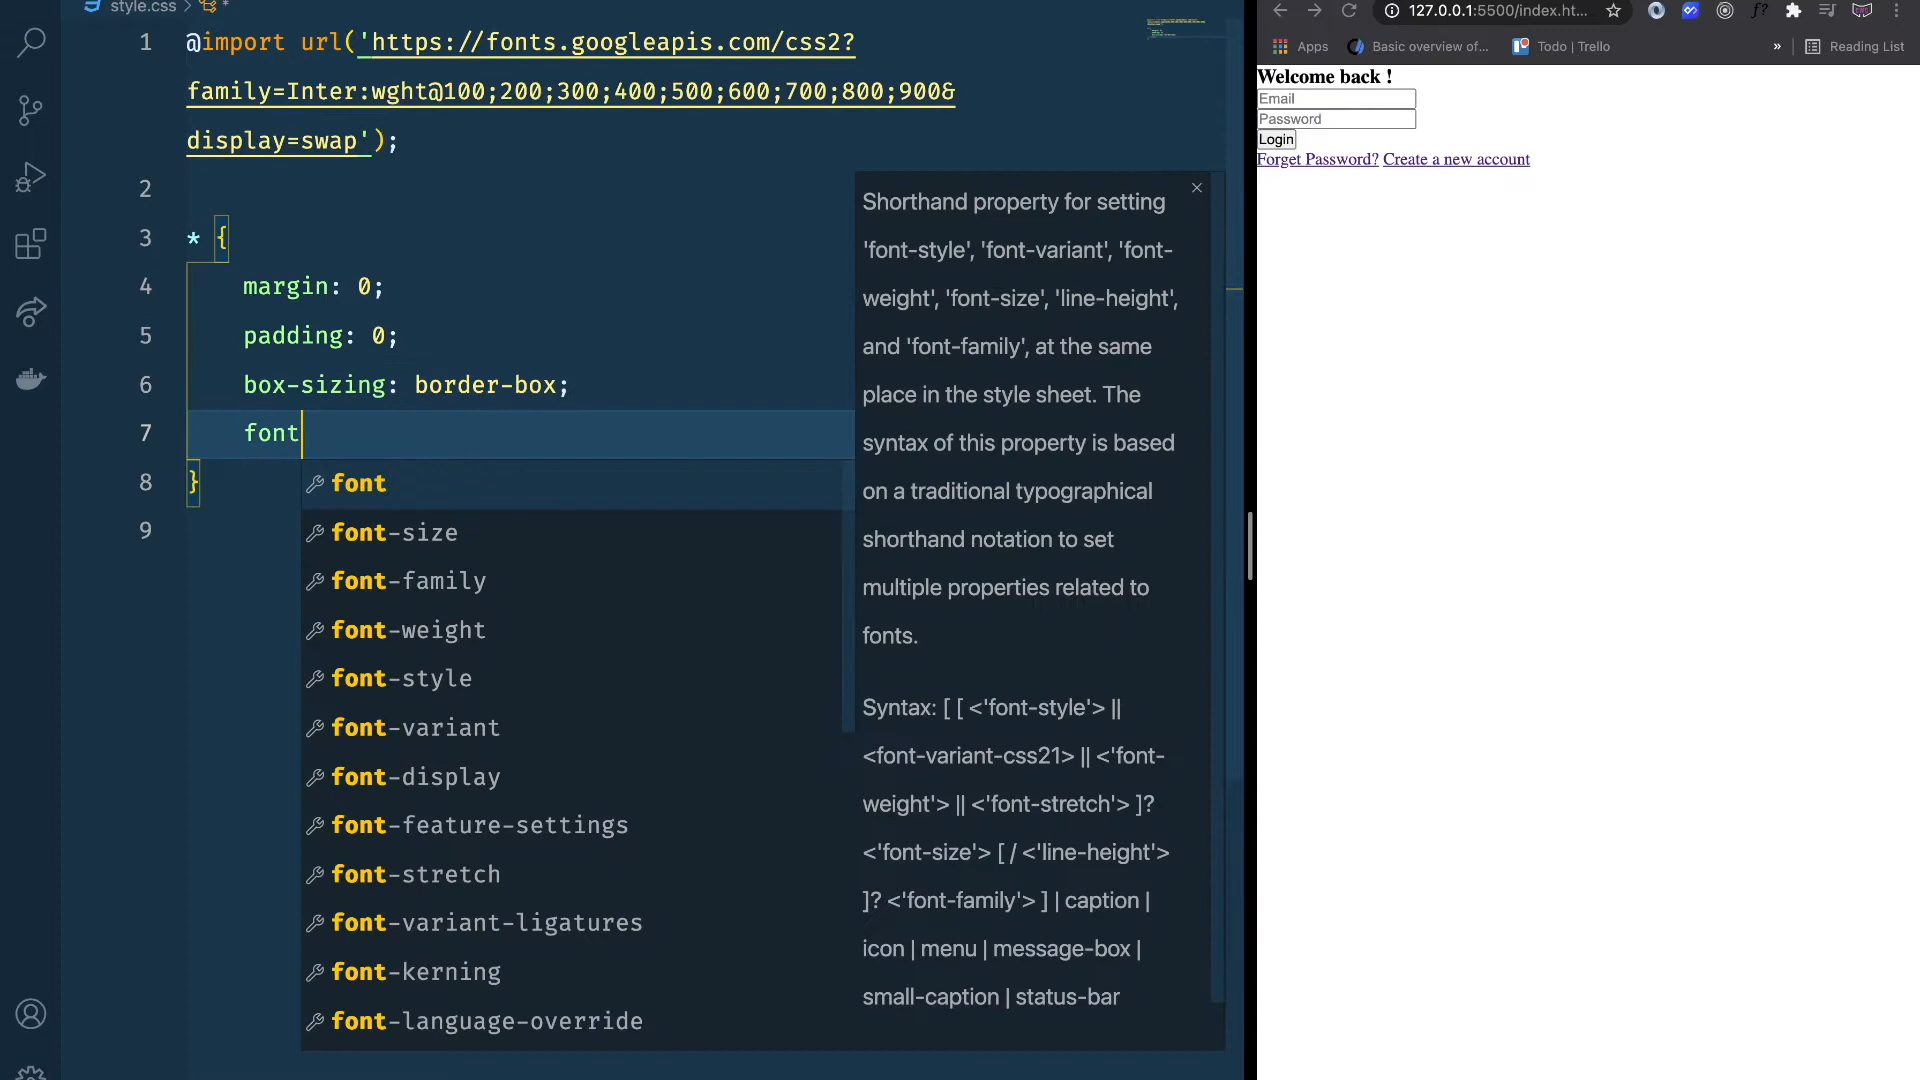 style.css > *
1 @import url('https://fonts.googleapis.com/css2?
family=Inter:wght@100;200;300;400;500;600;700;800;900&
display=swap');
2
3 * {
4 margin: 0;
5 padding: 0;
6 box-sizing: border-box;
7 font
8 }
9
font
font-size
font-family
font-weight
font-style
font-variant
font-display
font-feature-settings
font-stretch
font-variant-ligatures
font-kerning
font-language-override
Shorthand property for setting
'font-style', 'font-variant', 'font-
weight', 'font-size', 'line-height',
and 'font-family', at the same
place in the style sheet. The
syntax of this property is based
on a traditional typographical
shorthand notation to set
multiple properties related to
fonts.
Syntax: [ [ <'font-style'> ||
<font-variant-css21> || <'font-
weight'> || <'font-stretch'> ]?
<'font-size'> [ / <'line-height'>
]? <'font-family'> ] | caption |
icon | menu | message-box |
small-caption | status-bar
127.0.0.1:5500/index.ht...
f?
Apps Basic overview of... Todo | Trello » Reading List
Welcome back !
Email
Password
Login
Forget Password? Create a new account